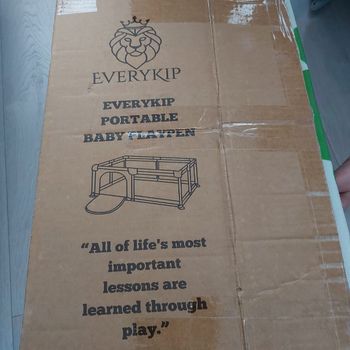 EVERYKIP
EVERYKIP
PORTABLE
BABY PLAYPEN
“All of life's most
important
lessons are
learned through
play.”